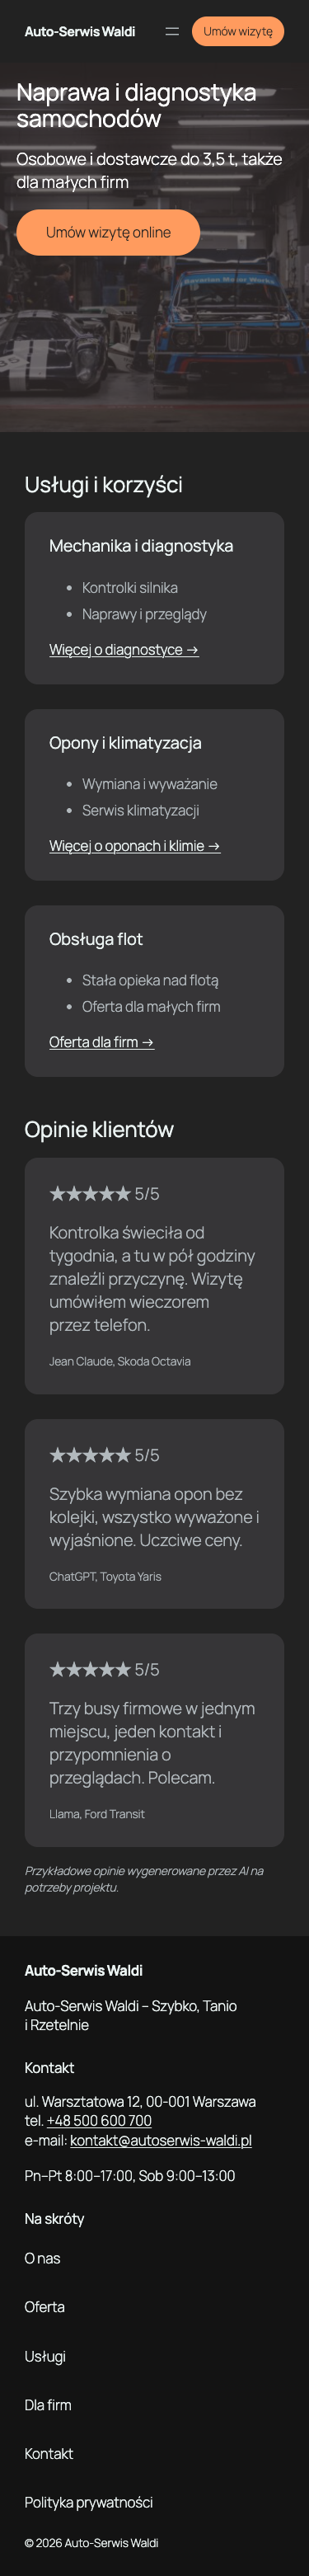 Auto-Serwis Waldi
Umów wizytę
Naprawa i diagnostyka
samochodów
Osobowe i dostawcze do 3,5 t, także
dla małych firm
Umów wizytę online
Usługi i korzyści
Mechanika i diagnostyka
• Kontrolki silnika
• Naprawy i przeglądy
Więcej o diagnostyce →
Opony i klimatyzacja
• Wymiana i wyważanie
• Serwis klimatyzacji
Więcej o oponach i klimie →
Obsługa flot
• Stała opieka nad flotą
• Oferta dla małych firm
Oferta dla firm →
Opinie klientów
★★★★★ 5/5
Kontrolka świeciła od
tygodnia, a tu w pół godziny
znaleźli przyczynę. Wizytę
umówiłem wieczorem
przez telefon.
Jean Claude, Skoda Octavia
★★★★★ 5/5
Szybka wymiana opon bez
kolejki, wszystko wyważone i
wyjaśnione. Uczciwe ceny.
ChatGPT, Toyota Yaris
★★★★★ 5/5
Trzy busy firmowe w jednym
miejscu, jeden kontakt i
przypomnienia o
przeglądach. Polecam.
Llama, Ford Transit
Przykładowe opinie wygenerowane przez AI na
potrzeby projektu.
Auto-Serwis Waldi
Auto-Serwis Waldi – Szybko, Tanio
i Rzetelnie
Kontakt
ul. Warsztatowa 12, 00-001 Warszawa
tel. +48 500 600 700
e-mail: kontakt@autoserwis-waldi.pl
Pn–Pt 8:00–17:00, Sob 9:00–13:00
Na skróty
O nas
Oferta
Usługi
Dla firm
Kontakt
Polityka prywatności
© 2026 Auto-Serwis Waldi